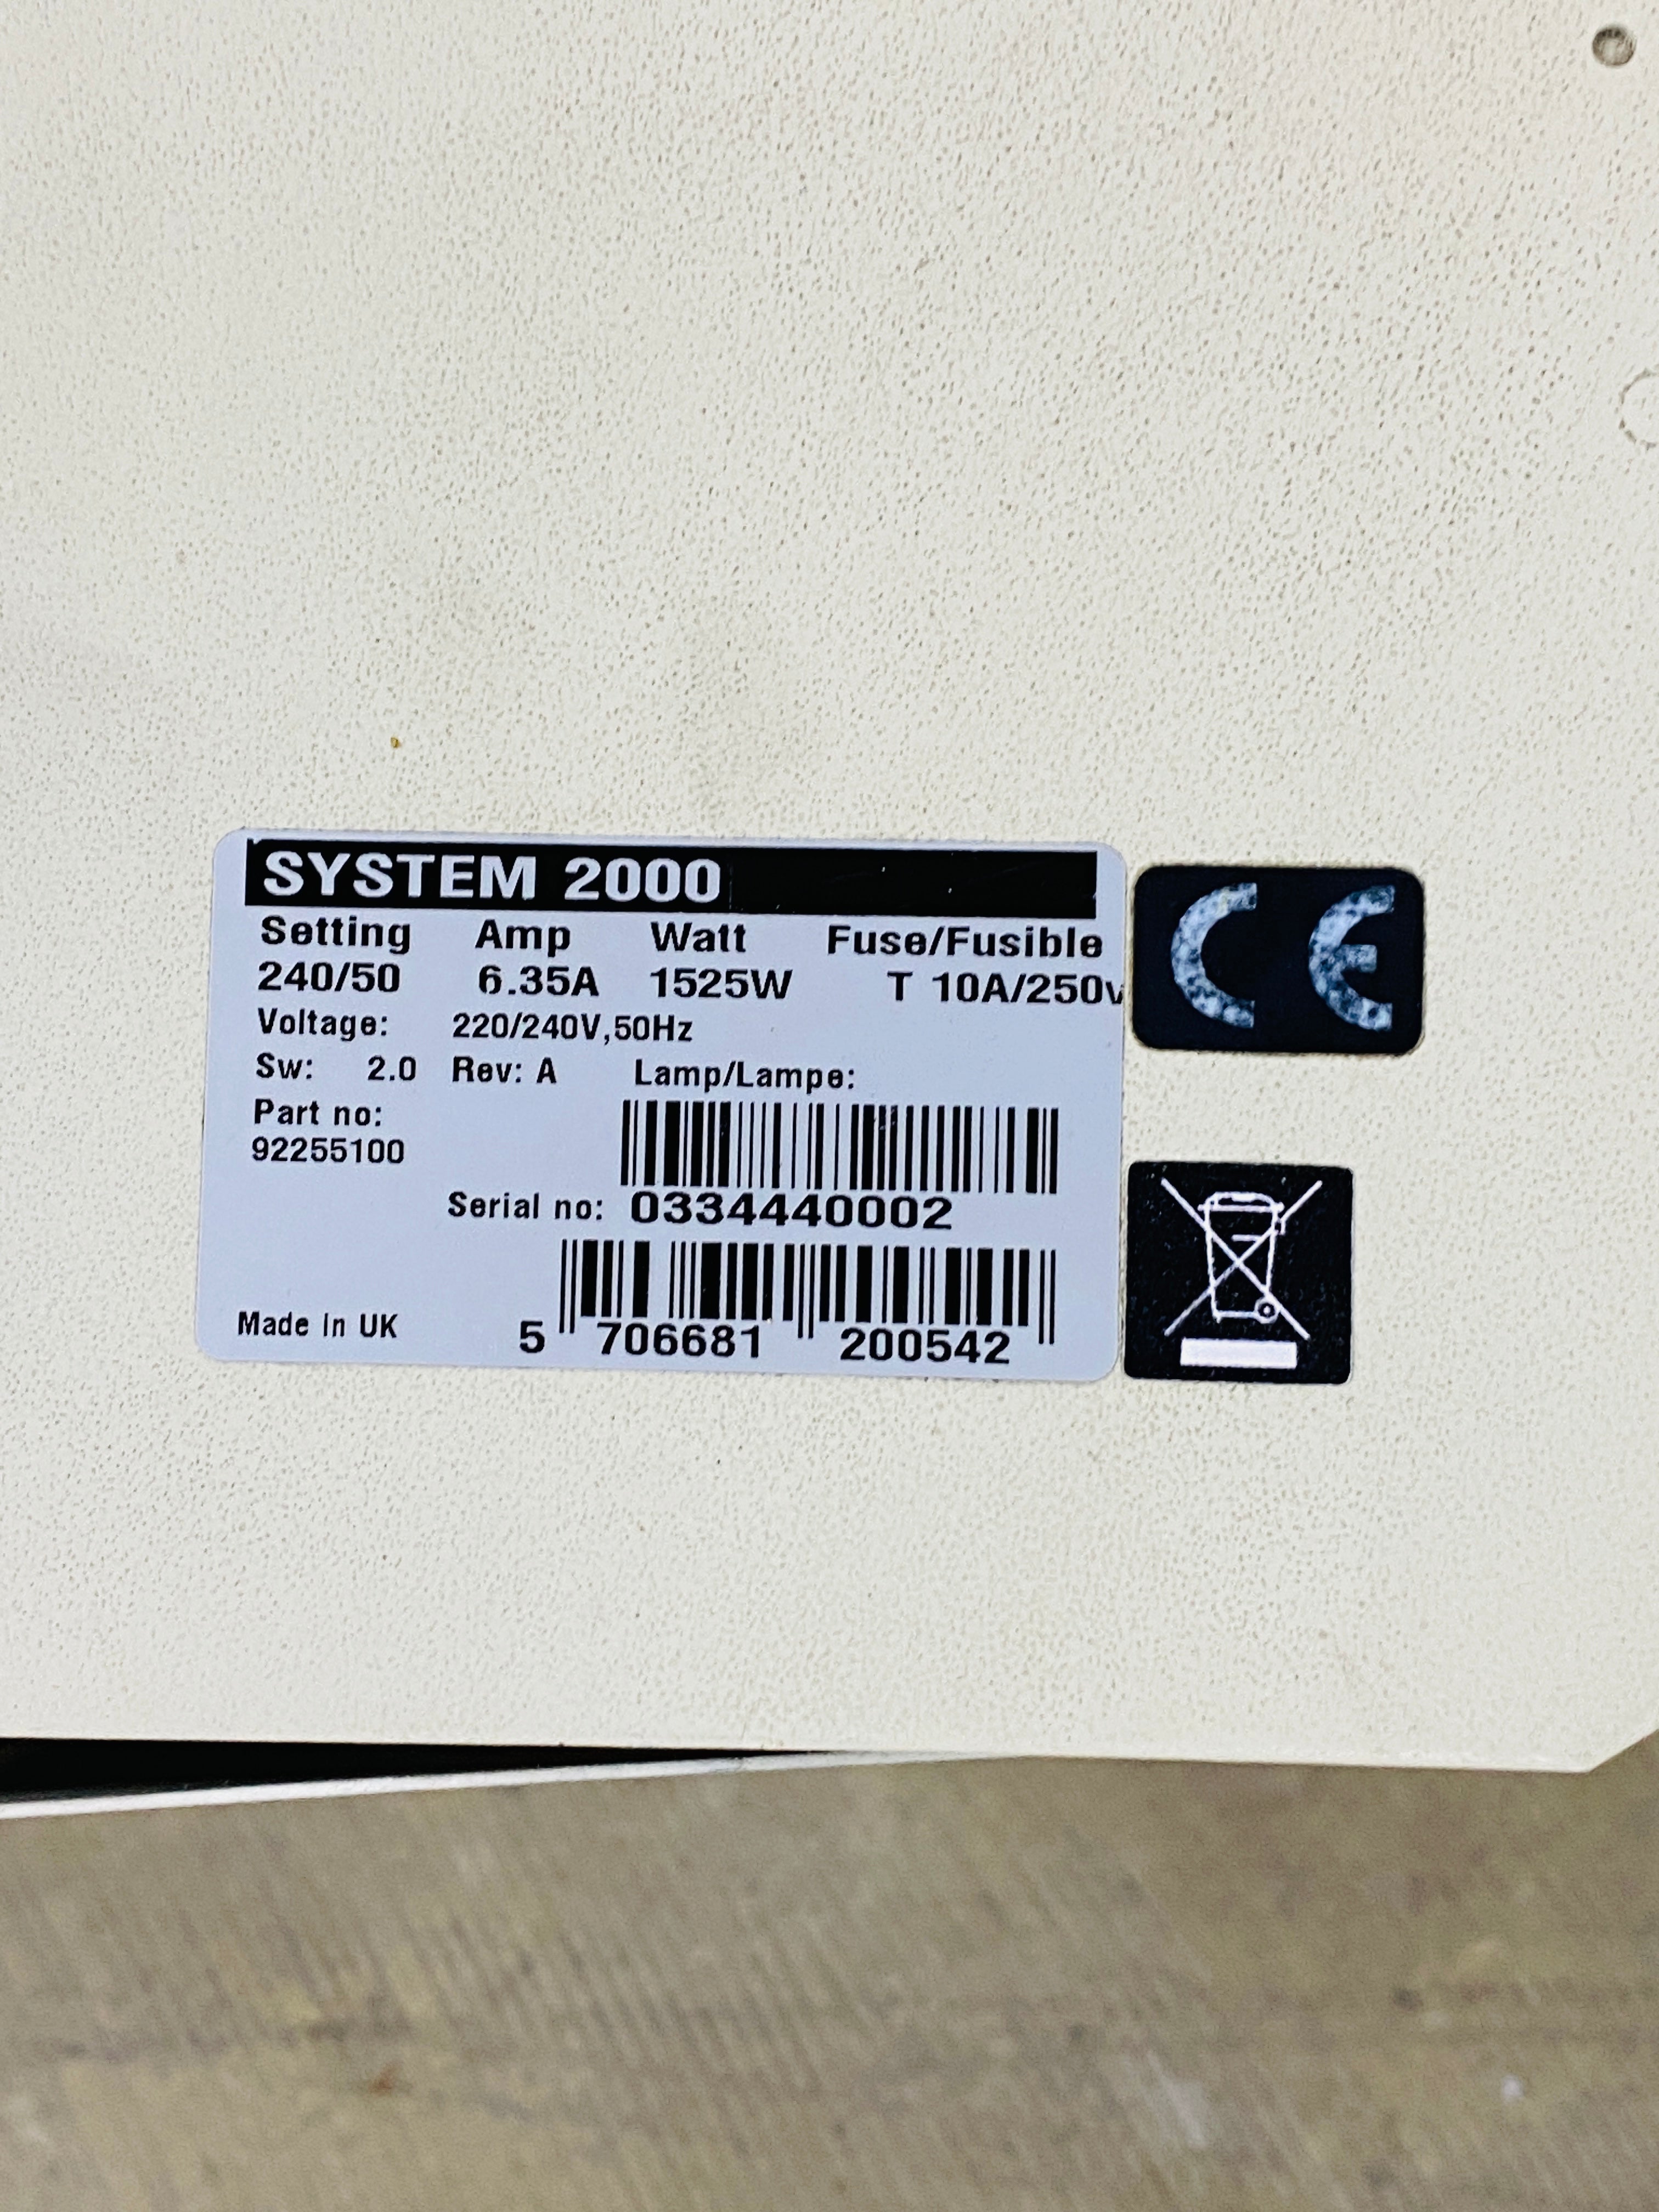 SYSTEM 2000
Setting Amp Watt Fuse/Fusible
240/50 6.35A 1525W T 10A/250v
Voltage: 220/240V,50Hz
Sw: 2.0 Rev: A Lamp/Lampe:
Part no:
92255100
Serial no: 0334440002
Made in UK
5 706681 200542
CE